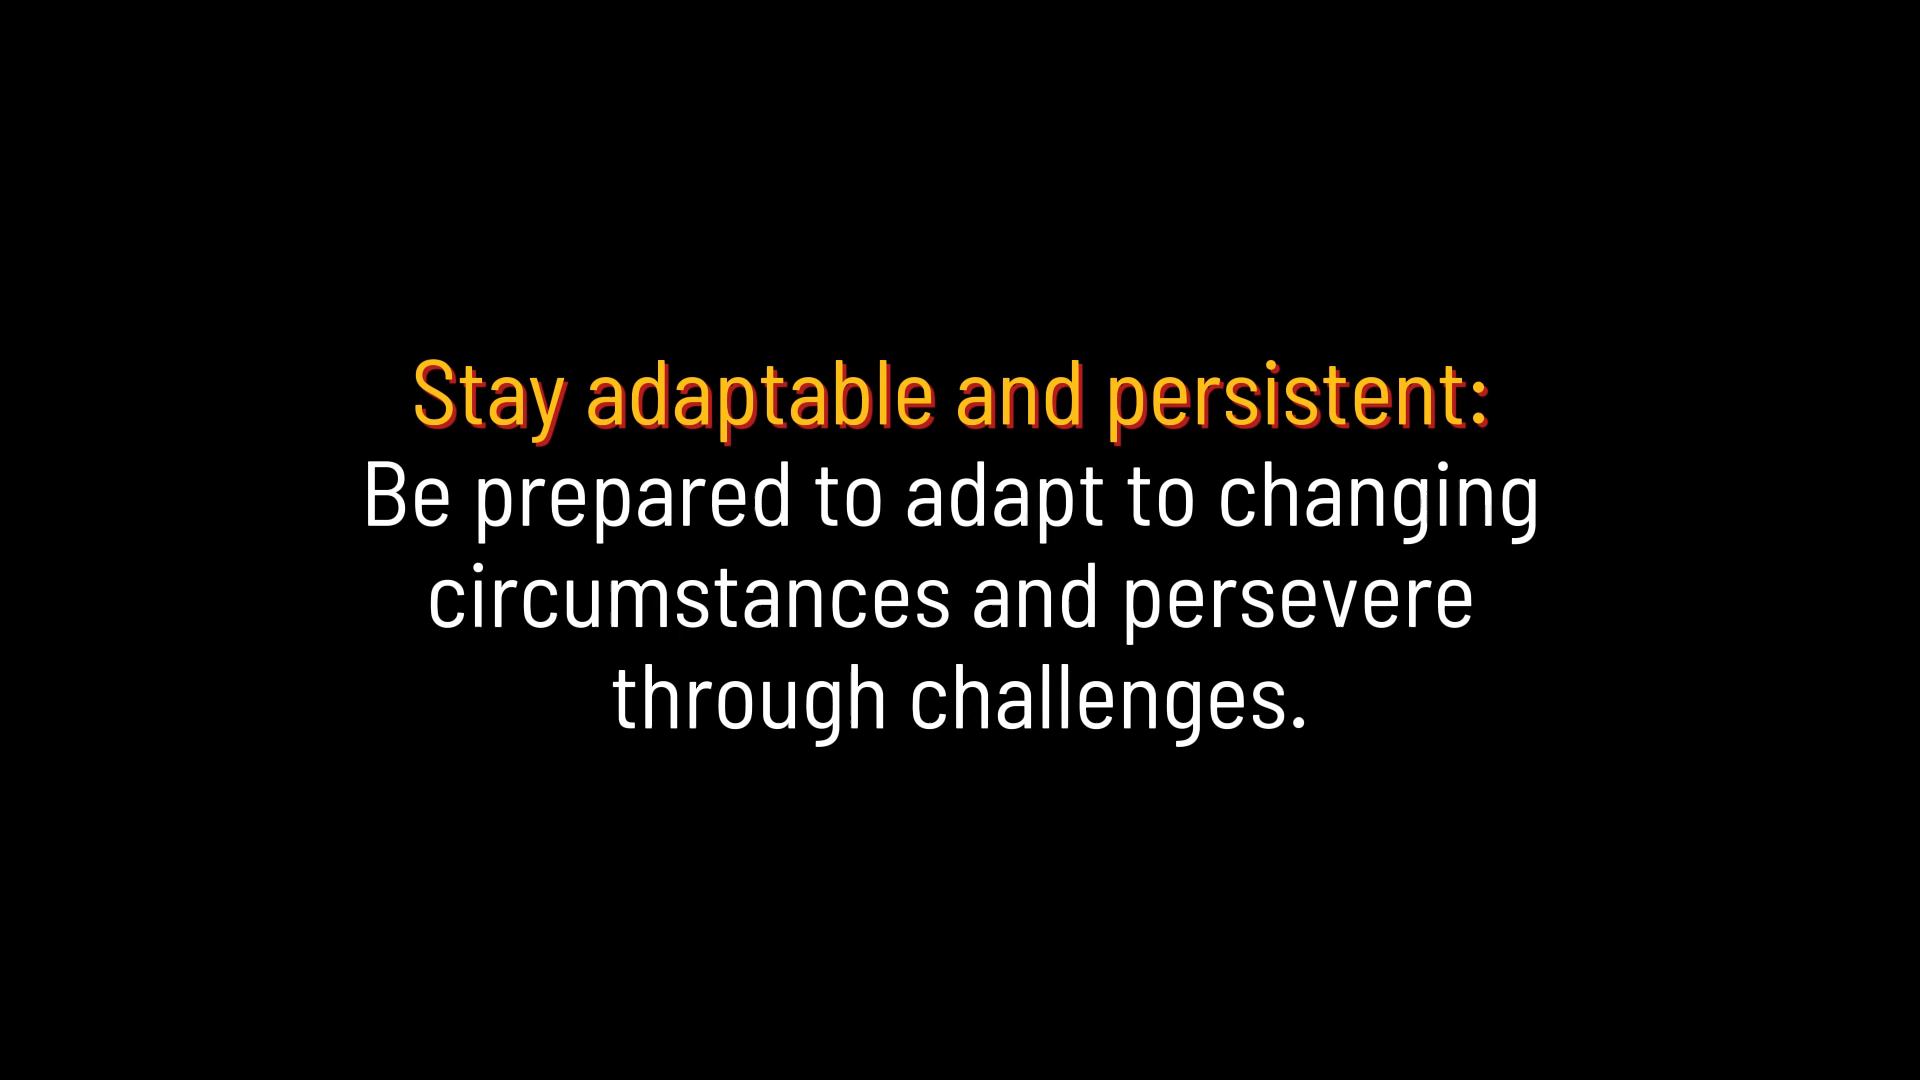 Stay adaptable and persistent:
Be prepared to adapt to changing
circumstances and persevere
through challenges.